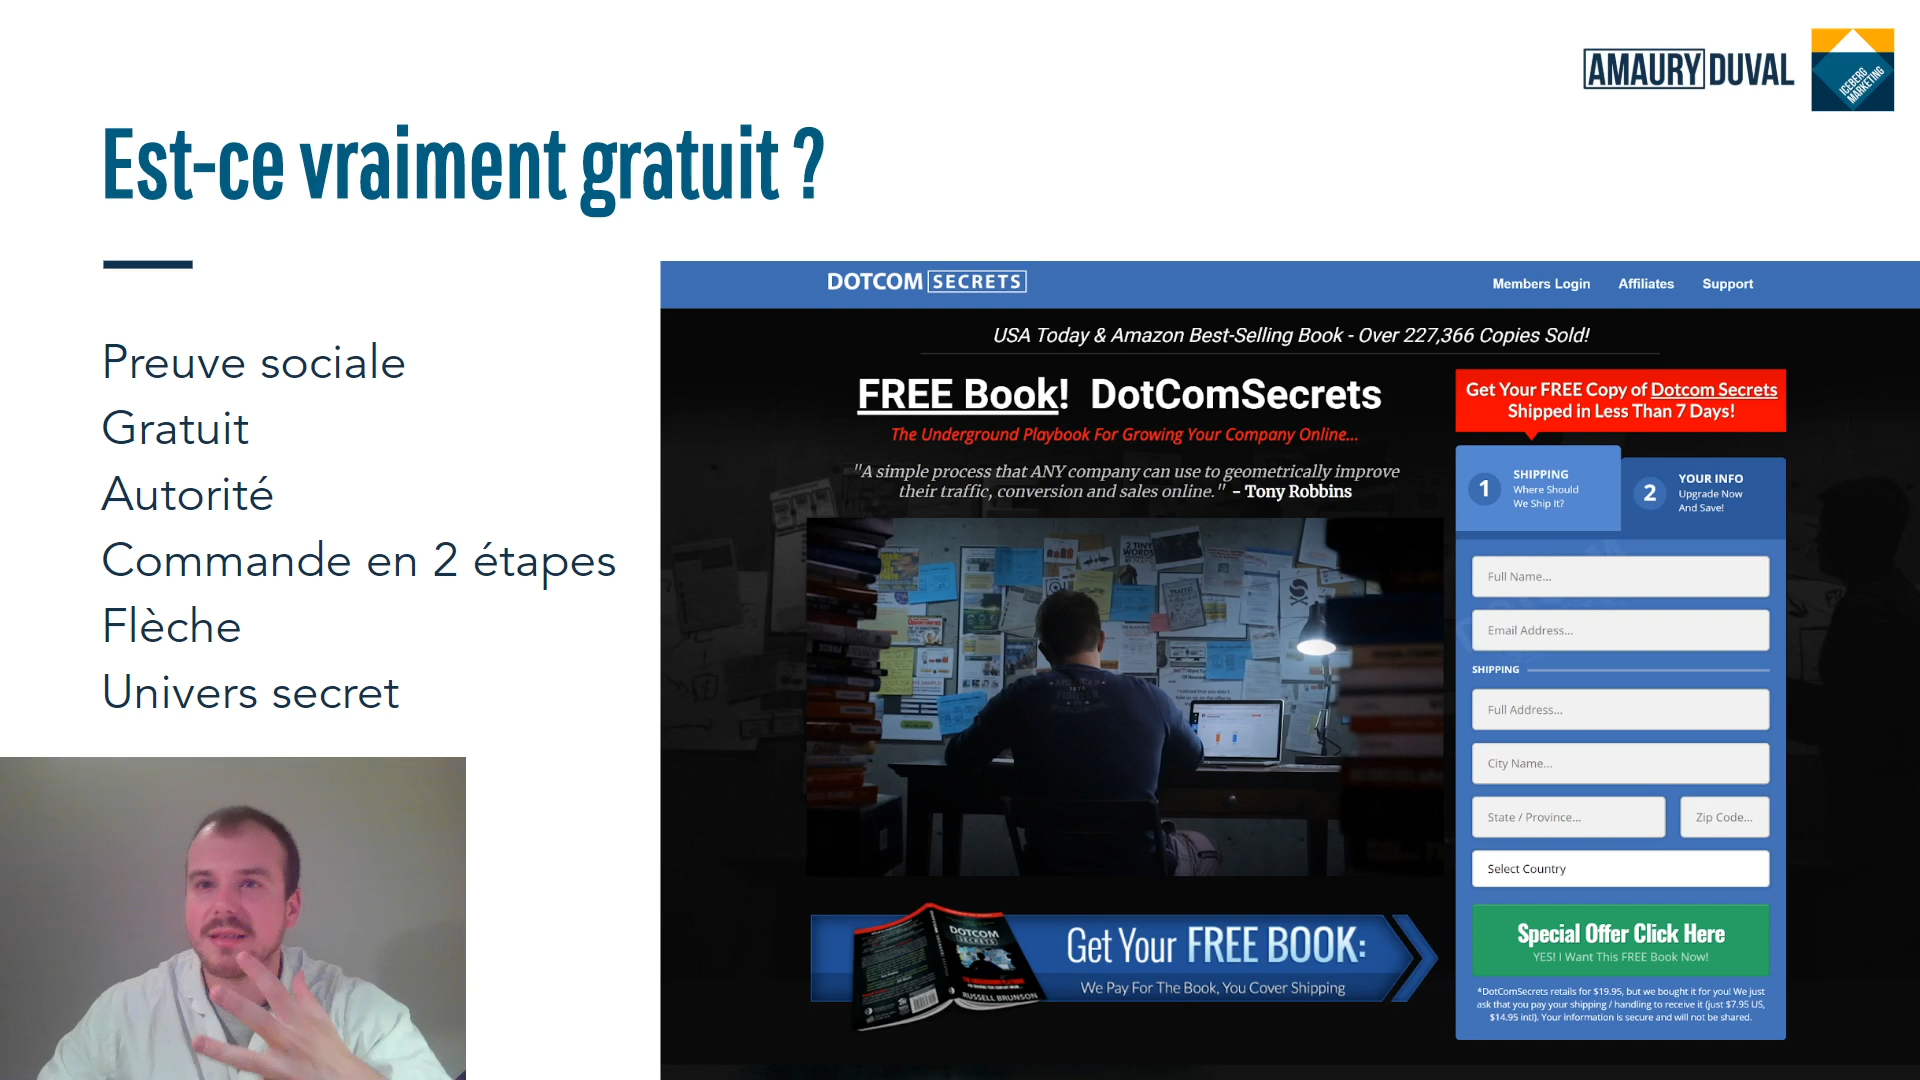 AMAURY DUVAL
ICEBERG
MARKETING
Est-ce vraiment gratuit ?
Preuve sociale
Gratuit
Autorité
Commande en 2 étapes
Flèche
Univers secret
DOTCOM SECRETS
Members Login Affiliates Support
USA Today & Amazon Best-Selling Book - Over 227,366 Copies Sold!
FREE Book! DotComSecrets
The Underground Playbook For Growing Your Company Online...
"A simple process that ANY company can use to geometrically improve
their traffic, conversion and sales online." - Tony Robbins
2 TINY
WORDS
DOTCOM
SECRETS
RUSSELL BRUNSON
Get Your FREE BOOK:
We Pay For The Book, You Cover Shipping
Get Your FREE Copy of Dotcom Secrets
Shipped in Less Than 7 Days!
1 SHIPPING
Where Should
We Ship It?
2 YOUR INFO
Upgrade Now
And Save!
Full Name...
Email Address...
SHIPPING
Full Address...
City Name...
State / Province... Zip Code...
Select Country
Special Offer Click Here
YES! I Want This FREE Book Now!
*DotComSecrets retails for $19.95, but we bought it for you! We just
ask that you pay your shipping / handling to receive it (just $7.95 US,
$14.95 intl). Your information is secure and will not be shared.